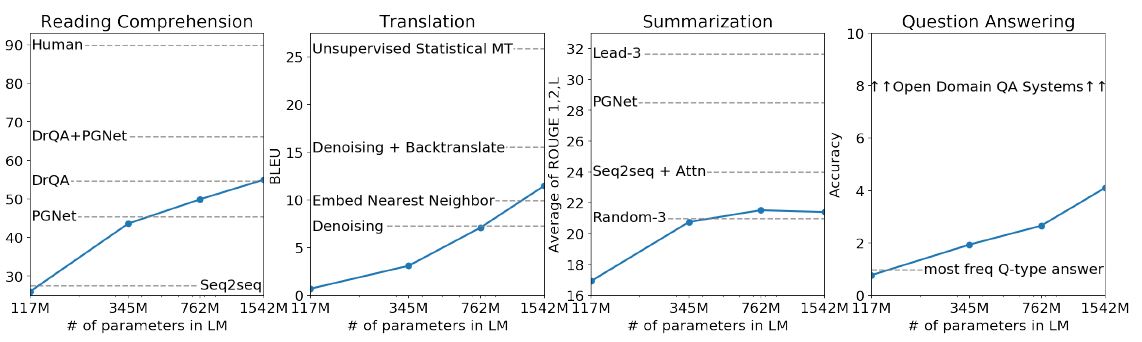 Reading Comprehension
90
80
70
60
50
40
30
Human
DrQA+PGNet
DrQA
PGNet
Seq2seq
117M
345M
762M
1542M
# of parameters in LM
Translation
BLEU
25
20
15
10
5
0
Unsupervised Statistical MT
Denoising + Backtranslate
Embed Nearest Neighbor
Denoising
117M
345M
762M
1542M
# of parameters in LM
Summarization
Average of ROUGE 1,2,L
32
30
28
26
24
22
20
18
16
Lead-3
PGNet
Seq2seq + Attn
Random-3
117M
345M
762M
1542M
# of parameters in LM
Question Answering
Accuracy
10
8
6
4
2
0
↑↑Open Domain QA Systems↑↑
most freq Q-type answer
117M
345M
762M
1542M
# of parameters in LM